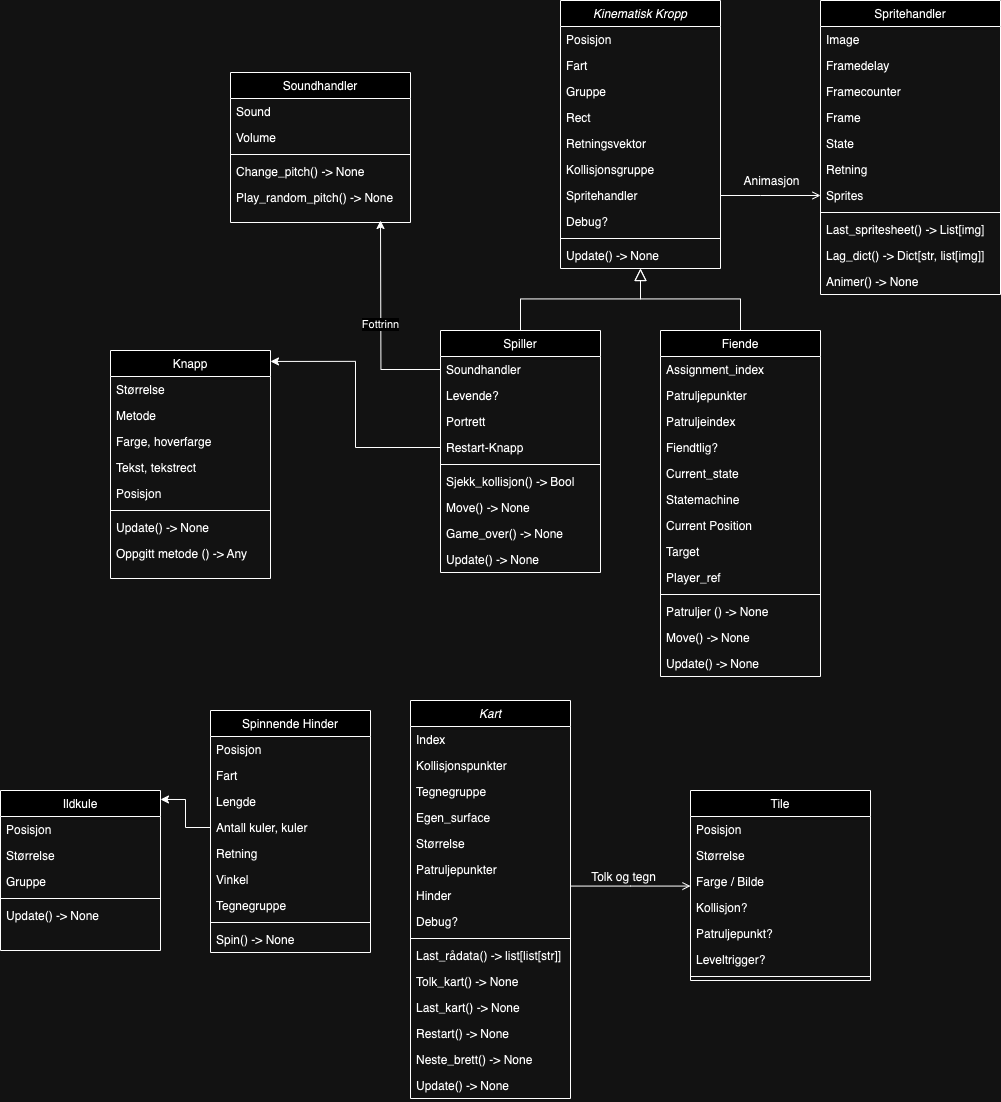 Kinematisk Kropp
Posisjon
Fart
Gruppe
Rect
Retningsvektor
Kollisjonsgruppe
Spritehandler
Debug?
Update() -> None
Animasjon
Spritehandler
Image
Framedelay
Framecounter
Frame
State
Retning
Sprites
Last_spritesheet() -> List[img]
Lag_dict() -> Dict[str, list[img]]
Animer() -> None
Soundhandler
Sound
Volume
Change_pitch() -> None
Play_random_pitch() -> None
Fottrinn
Knapp
Størrelse
Metode
Farge, hoverfarge
Tekst, tekstrect
Posisjon
Update() -> None
Oppgitt metode () -> Any
Spiller
Soundhandler
Levende?
Portrett
Restart-Knapp
Sjekk_kollisjon() -> Bool
Move() -> None
Game_over() -> None
Update() -> None
Fiende
Assignment_index
Patruljepunkter
Patruljeindex
Fiendtlig?
Current_state
Statemachine
Current Position
Target
Player_ref
Patruljer () -> None
Move() -> None
Update() -> None
Ildkule
Posisjon
Størrelse
Gruppe
Update() -> None
Spinnende Hinder
Posisjon
Fart
Lengde
Antall kuler, kuler
Retning
Vinkel
Tegnegruppe
Spin() -> None
Kart
Index
Kollisjonspunkter
Tegnegruppe
Egen_surface
Størrelse
Patruljepunkter
Hinder
Debug?
Last_rådata() -> list[list[str]]
Tolk_kart() -> None
Last_kart() -> None
Restart() -> None
Neste_brett() -> None
Update() -> None
Tolk og tegn
Tile
Posisjon
Størrelse
Farge / Bilde
Kollisjon?
Patruljepunkt?
Leveltrigger?